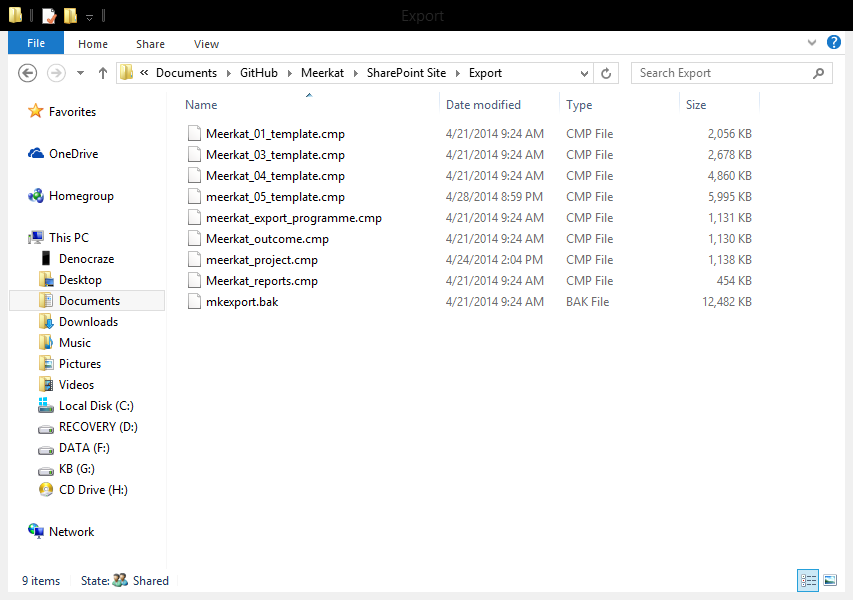 Export
File Home Share View
« Documents GitHub Meerkat SharePoint Site Export Search Export
Name Date modified Type Size
Favorites
OneDrive
Homegroup
This PC
Denocraze
Desktop
Documents
Downloads
Music
Pictures
Videos
Local Disk (C:)
RECOVERY (D:)
DATA (F:)
KB (G:)
CD Drive (H:)
Network
Meerkat_01_template.cmp 4/21/2014 9:24 AM CMP File 2,056 KB
Meerkat_03_template.cmp 4/21/2014 9:24 AM CMP File 2,678 KB
Meerkat_04_template.cmp 4/21/2014 9:24 AM CMP File 4,860 KB
meerkat_05_template.cmp 4/28/2014 8:59 PM CMP File 5,995 KB
meerkat_export_programme.cmp 4/21/2014 9:24 AM CMP File 1,131 KB
Meerkat_outcome.cmp 4/21/2014 9:24 AM CMP File 1,130 KB
meerkat_project.cmp 4/24/2014 2:04 PM CMP File 1,138 KB
Meerkat_reports.cmp 4/21/2014 9:24 AM CMP File 454 KB
mkexport.bak 4/21/2014 9:24 AM BAK File 12,482 KB
9 items State: Shared